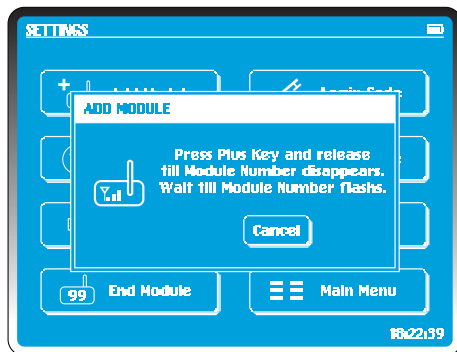 SETTINGS
ADD MODULE
Press Plus Key and release
till Module Number disappears.
Wait till Module Number flashs.
Cancel
99 End Module
Main Menu
18:22:39